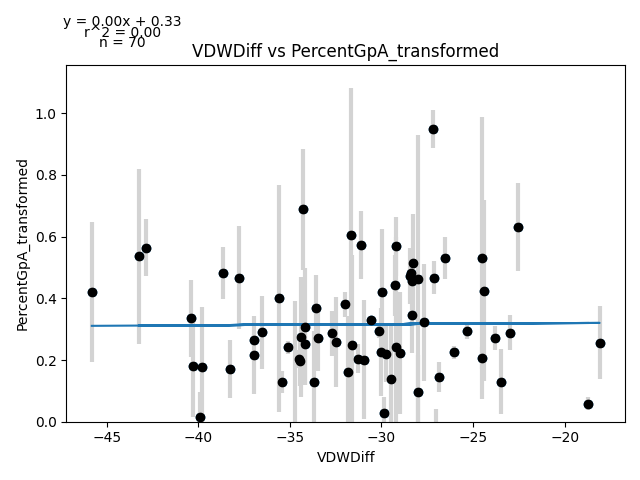 y = 0.00x + 0.33
r^2 = 0.00
n = 70
VDWDiff vs PercentGpA_transformed
1.0
0.8
0.6
0.4
0.2
0.0
PercentGpA_transformed
−45 −40 −35 −30 −25 −20
VDWDiff